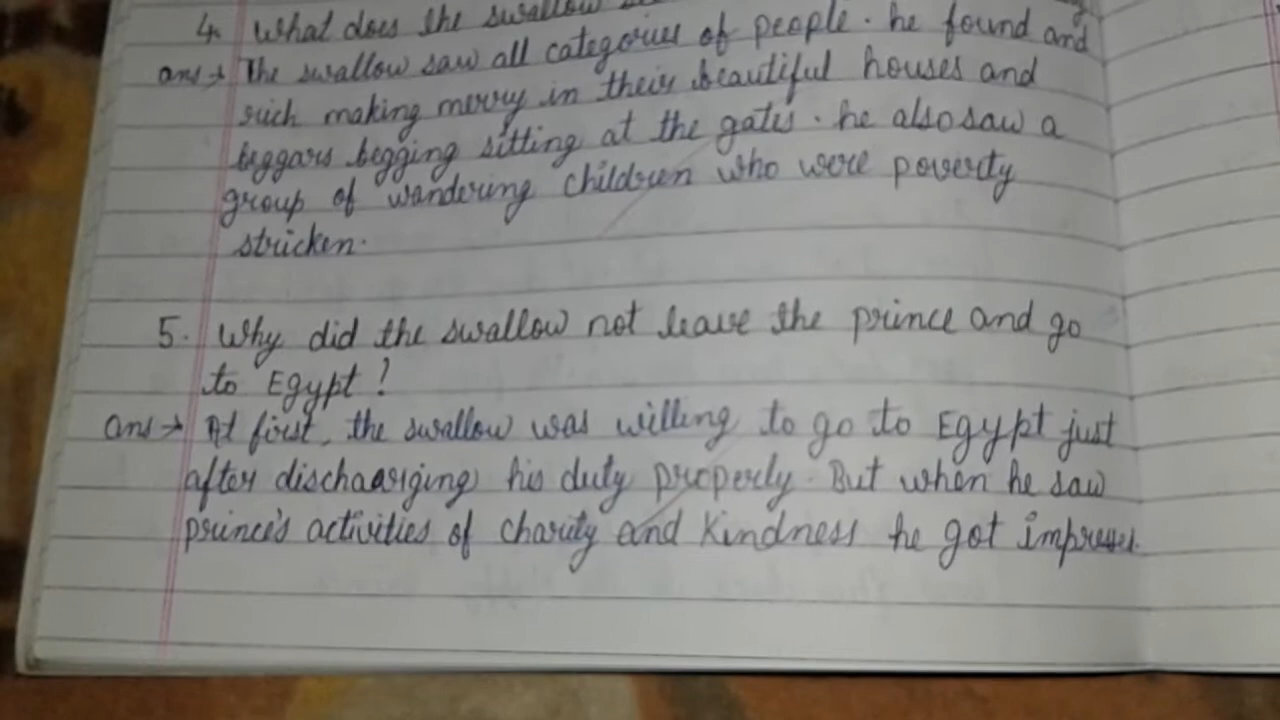 4. What does the swallow
ans→ The swallow saw all categories of people. he found and
rich making merry in their beautiful houses and
beggars begging sitting at the gates. he also saw a
group of wandering children who were poverty
stricken.
5. Why did the swallow not leave the prince and go
to Egypt?
ans→ At first, the swallow was willing to go to Egypt just
after dischaarging his duty properly. But when he saw
prince's activities of charity and kindness he got impressed.